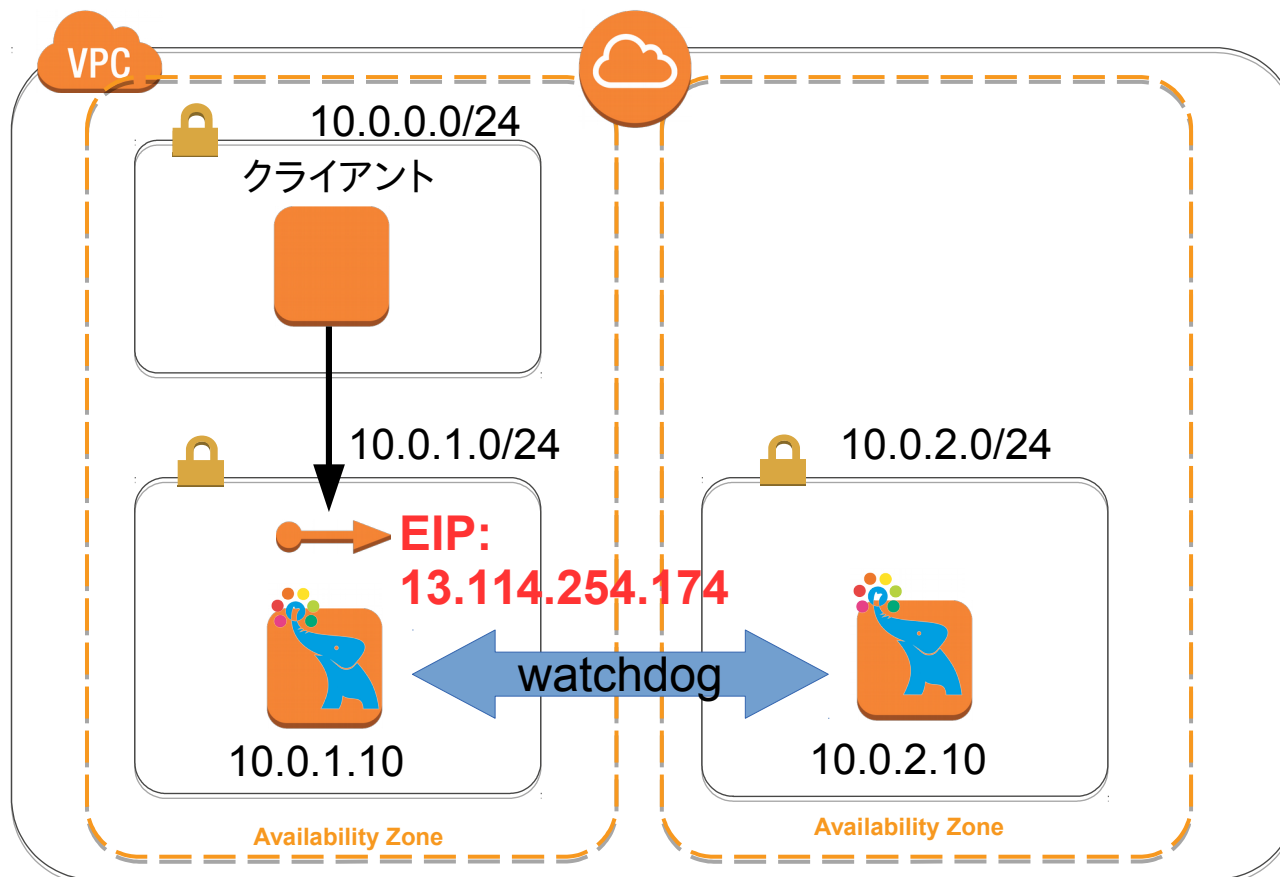 VPC
10.0.0.0/24
クライアント
10.0.1.0/24
10.0.2.0/24
EIP:
13.114.254.174
watchdog
10.0.1.10
10.0.2.10
Availability Zone
Availability Zone